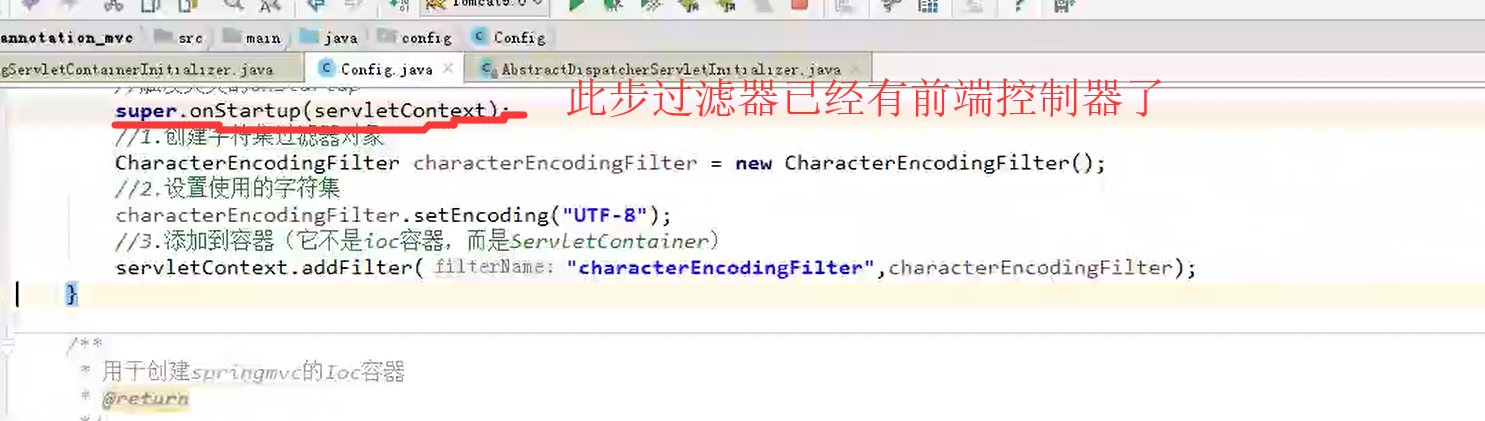 Tomcat9.0
annotation_mvc src main java config Config
gServletContainerInitializer.java Config.java AbstractDispatcherServletInitializer.java
super.onStartup(servletContext); 此步过滤器已经有前端控制器了
//1.创建字符集过滤器对象
CharacterEncodingFilter characterEncodingFilter = new CharacterEncodingFilter();
//2.设置使用的字符集
characterEncodingFilter.setEncoding("UTF-8");
//3.添加到容器（它不是ioc容器，而是ServletContainer）
servletContext.addFilter( filterName: "characterEncodingFilter",characterEncodingFilter);
}
/**
* 用于创建springmvc的Ioc容器
* @return